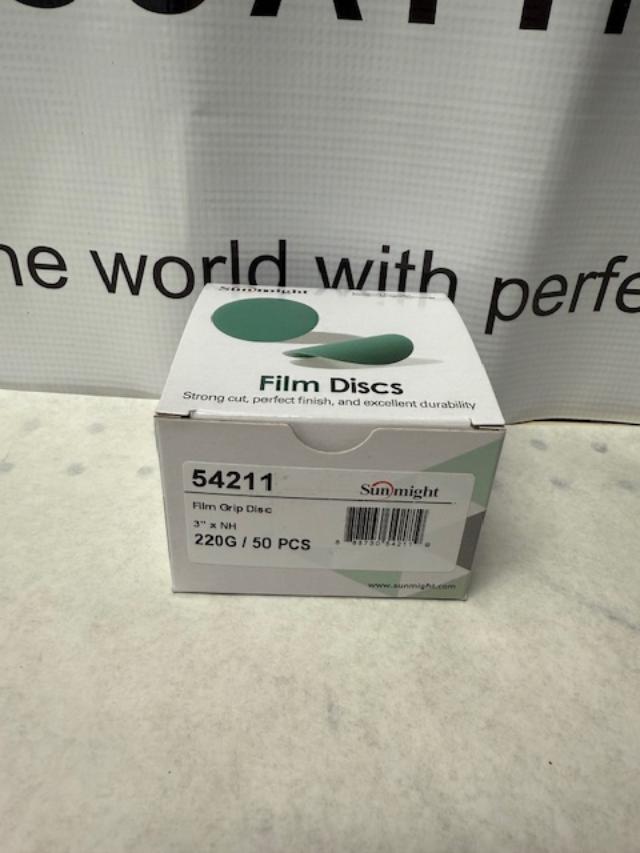 he world with perfe
Sunmight
Film Discs
Strong cut, perfect finish, and excellent durability
54211
Sunmight
Film Grip Disc
3" x NH
220G / 50 PCS
www.sunmight.com